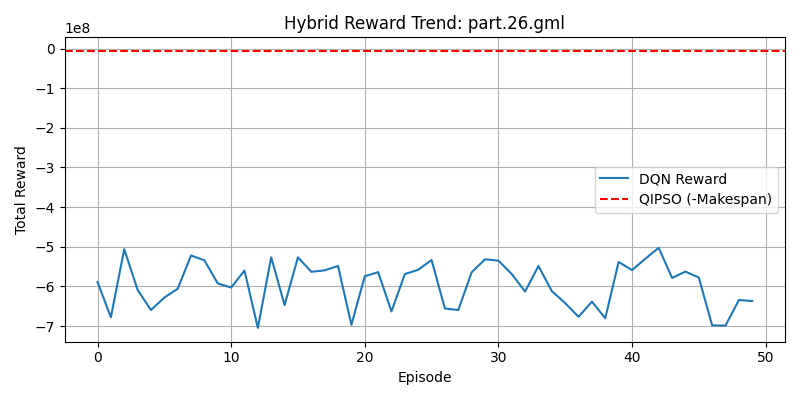 Hybrid Reward Trend: part.26.gml
1e8
0
−1
−2
−3
−4
−5
−6
−7
Total Reward
DQN Reward
QIPSO (-Makespan)
0 10 20 30 40 50
Episode